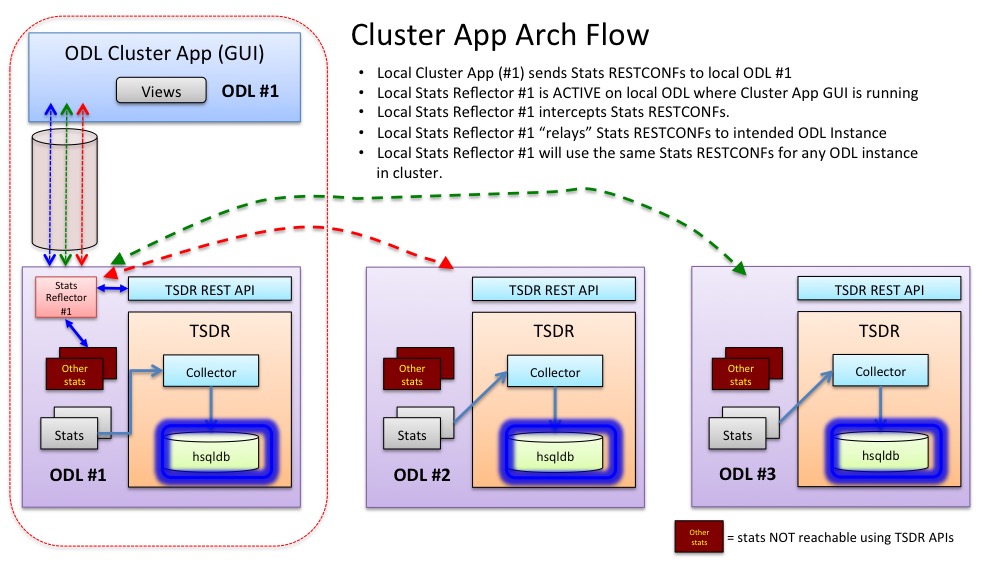 Cluster App Arch Flow
ODL Cluster App (GUI)
Views
ODL #1
• Local Cluster App (#1) sends Stats RESTCONFs to local ODL #1
• Local Stats Reflector #1 is ACTIVE on local ODL where Cluster App GUI is running
• Local Stats Reflector #1 intercepts Stats RESTCONFs.
• Local Stats Reflector #1 “relays” Stats RESTCONFs to intended ODL Instance
• Local Stats Reflector #1 will use the same Stats RESTCONFs for any ODL instance
in cluster.
Stats
Reflector
#1
TSDR REST API
TSDR
Other
stats
Collector
Stats
hsqldb
ODL #1
TSDR REST API
TSDR
Other
stats
Collector
Stats
hsqldb
ODL #2
TSDR REST API
TSDR
Other
stats
Collector
Stats
hsqldb
ODL #3
Other
stats
= stats NOT reachable using TSDR APIs